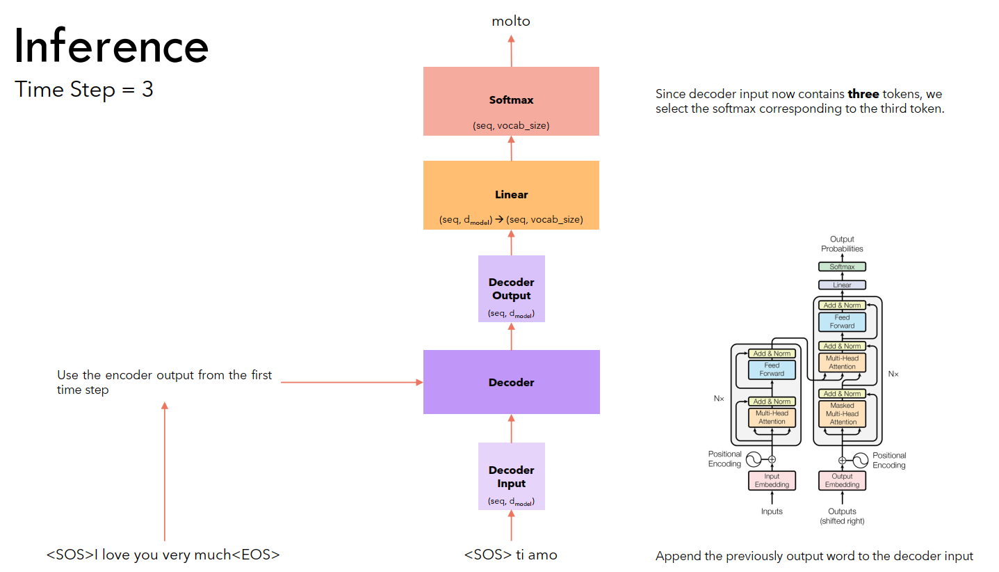 Inference
Time Step = 3
molto
Softmax
(seq, vocab_size)
Since decoder input now contains three tokens, we
select the softmax corresponding to the third token.
Linear
(seq, dmodel) → (seq, vocab_size)
Decoder
Output
(seq, dmodel)
Use the encoder output from the first
time step
Decoder
Decoder
Input
(seq, dmodel)
<SOS>I love you very much<EOS>
<SOS> ti amo
Output
Probabilities
Softmax
Linear
Add & Norm
Feed
Forward
Add & Norm
Multi-Head
Attention
Add & Norm
Masked
Multi-Head
Attention
N×
Add & Norm
Feed
Forward
N×
Add & Norm
Multi-Head
Attention
Positional
Encoding
Positional
Encoding
Input
Embedding
Output
Embedding
Inputs
Outputs
(shifted right)
Append the previously output word to the decoder input